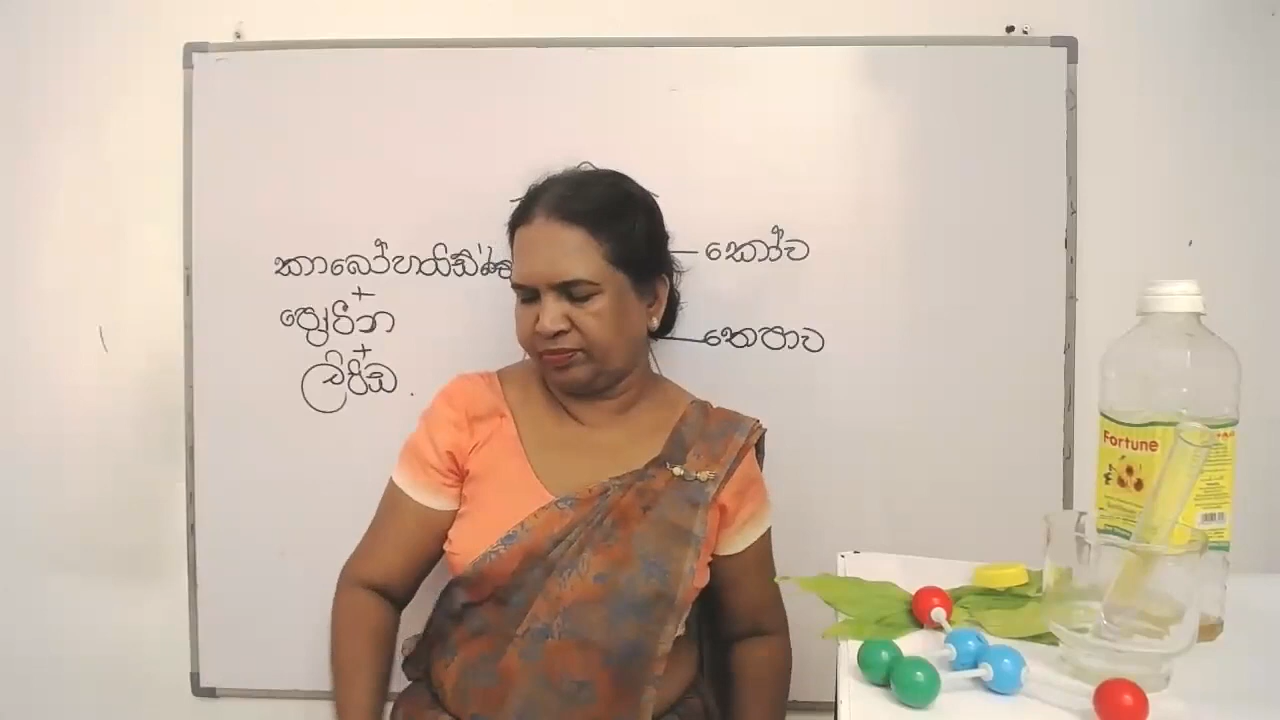 කාබෝහයිඩ්‍රේ
+
ප්‍රෝටීන
+
ලිපිඩ.
කෝව
තෙපාව
Fortune